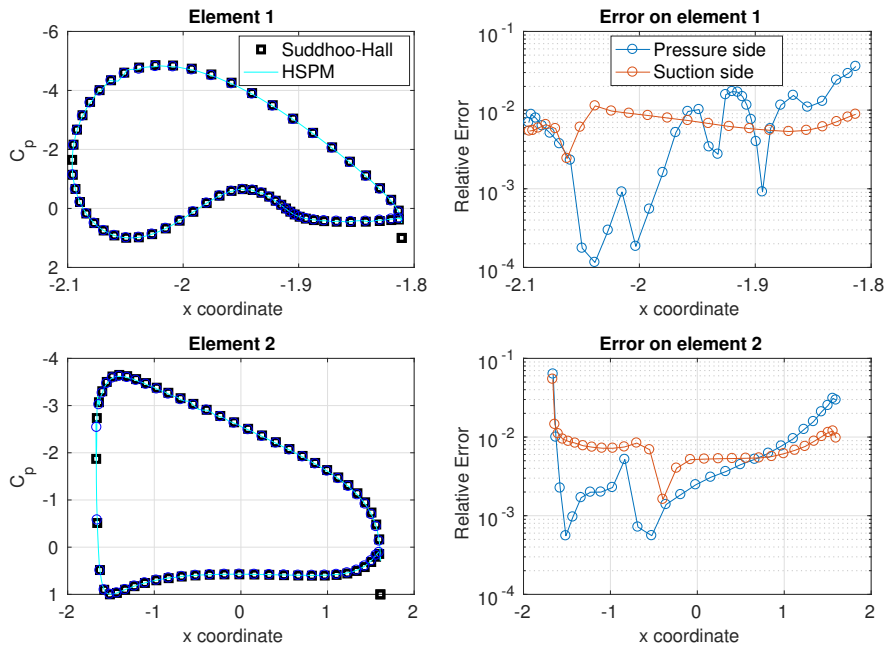 Element 1
-6
-4
-2
0
2
C_p
Suddhoo-Hall
HSPM
-2.1
-2
-1.9
-1.8
x coordinate
Error on element 1
10^-1
10^-2
10^-3
10^-4
Relative Error
Pressure side
Suction side
-2.1
-2
-1.9
-1.8
x coordinate
Element 2
-4
-3
-2
-1
0
1
C_p
-2
-1
0
1
2
x coordinate
Error on element 2
10^-1
10^-2
10^-3
10^-4
Relative Error
-2
-1
0
1
2
x coordinate